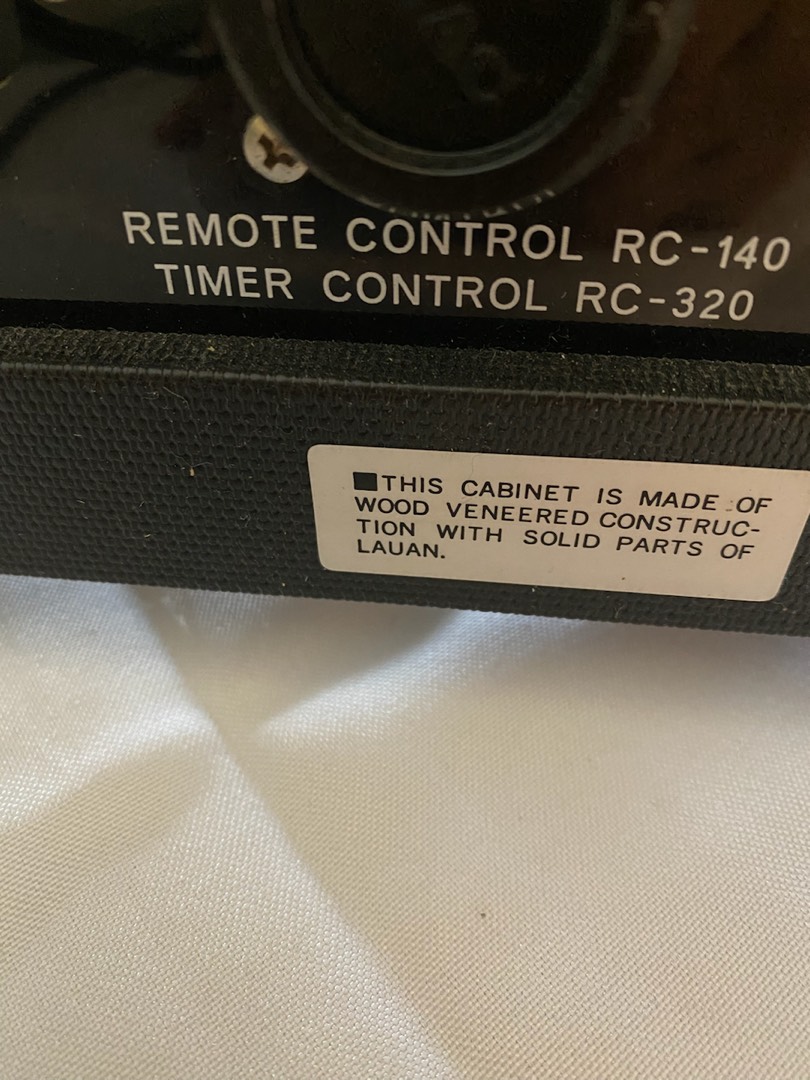 REMOTE CONTROL RC-140
TIMER CONTROL RC-320
■THIS CABINET IS MADE OF
WOOD VENEERED CONSTRUC-
TION WITH SOLID PARTS OF
LAUAN.